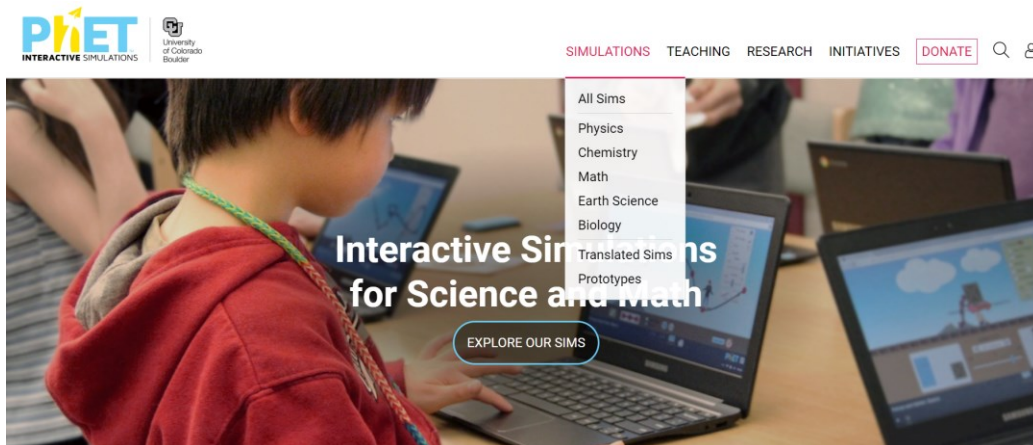 PhET
INTERACTIVE SIMULATIONS
University
of Colorado
Boulder
SIMULATIONS TEACHING RESEARCH INITIATIVES DONATE
All Sims
Physics
Chemistry
Math
Earth Science
Biology
Translated Sims
Prototypes
Interactive Simulations
for Science and Math
EXPLORE OUR SIMS